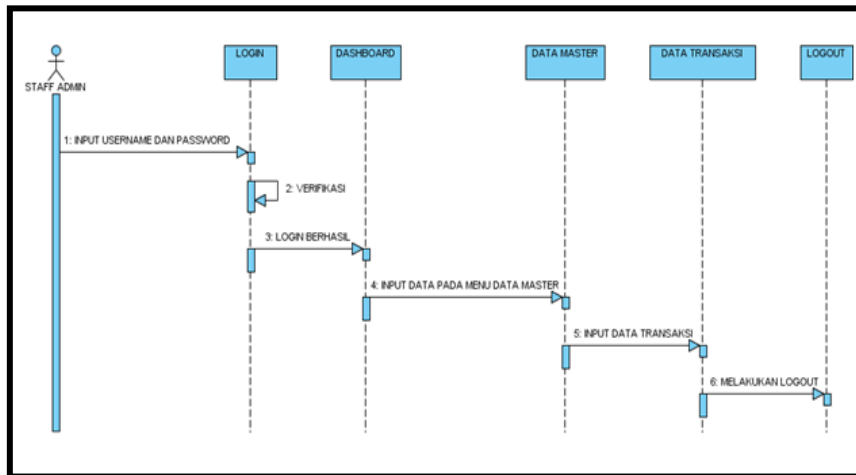 LOGIN
DASHBOARD
DATA MASTER
DATA TRANSAKSI
LOGOUT
STAFF ADMIN
1: INPUT USERNAME DAN PASSWORD
2: VERIFIKASI
3: LOGIN BERHASIL
4: INPUT DATA PADA MENU DATA MASTER
5: INPUT DATA TRANSAKSI
6: MELAKUKAN LOGOUT